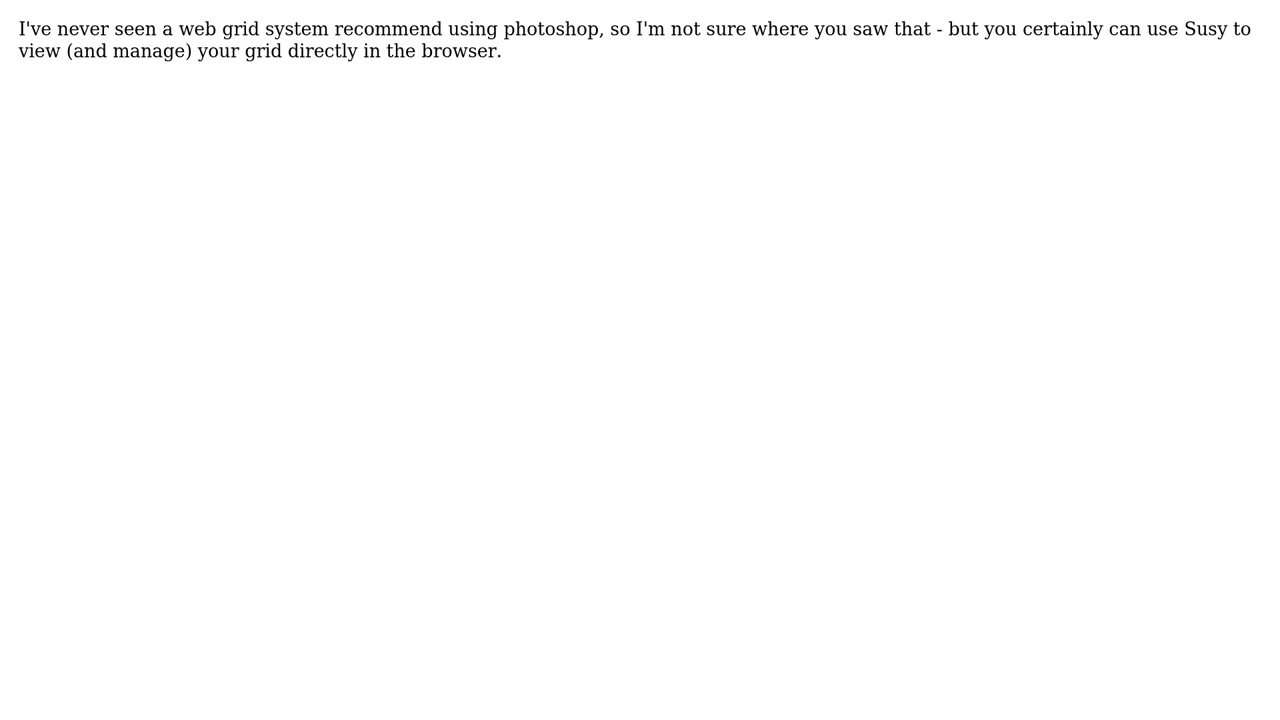 I've never seen a web grid system recommend using photoshop, so I'm not sure where you saw that - but you certainly can use Susy to
view (and manage) your grid directly in the browser.